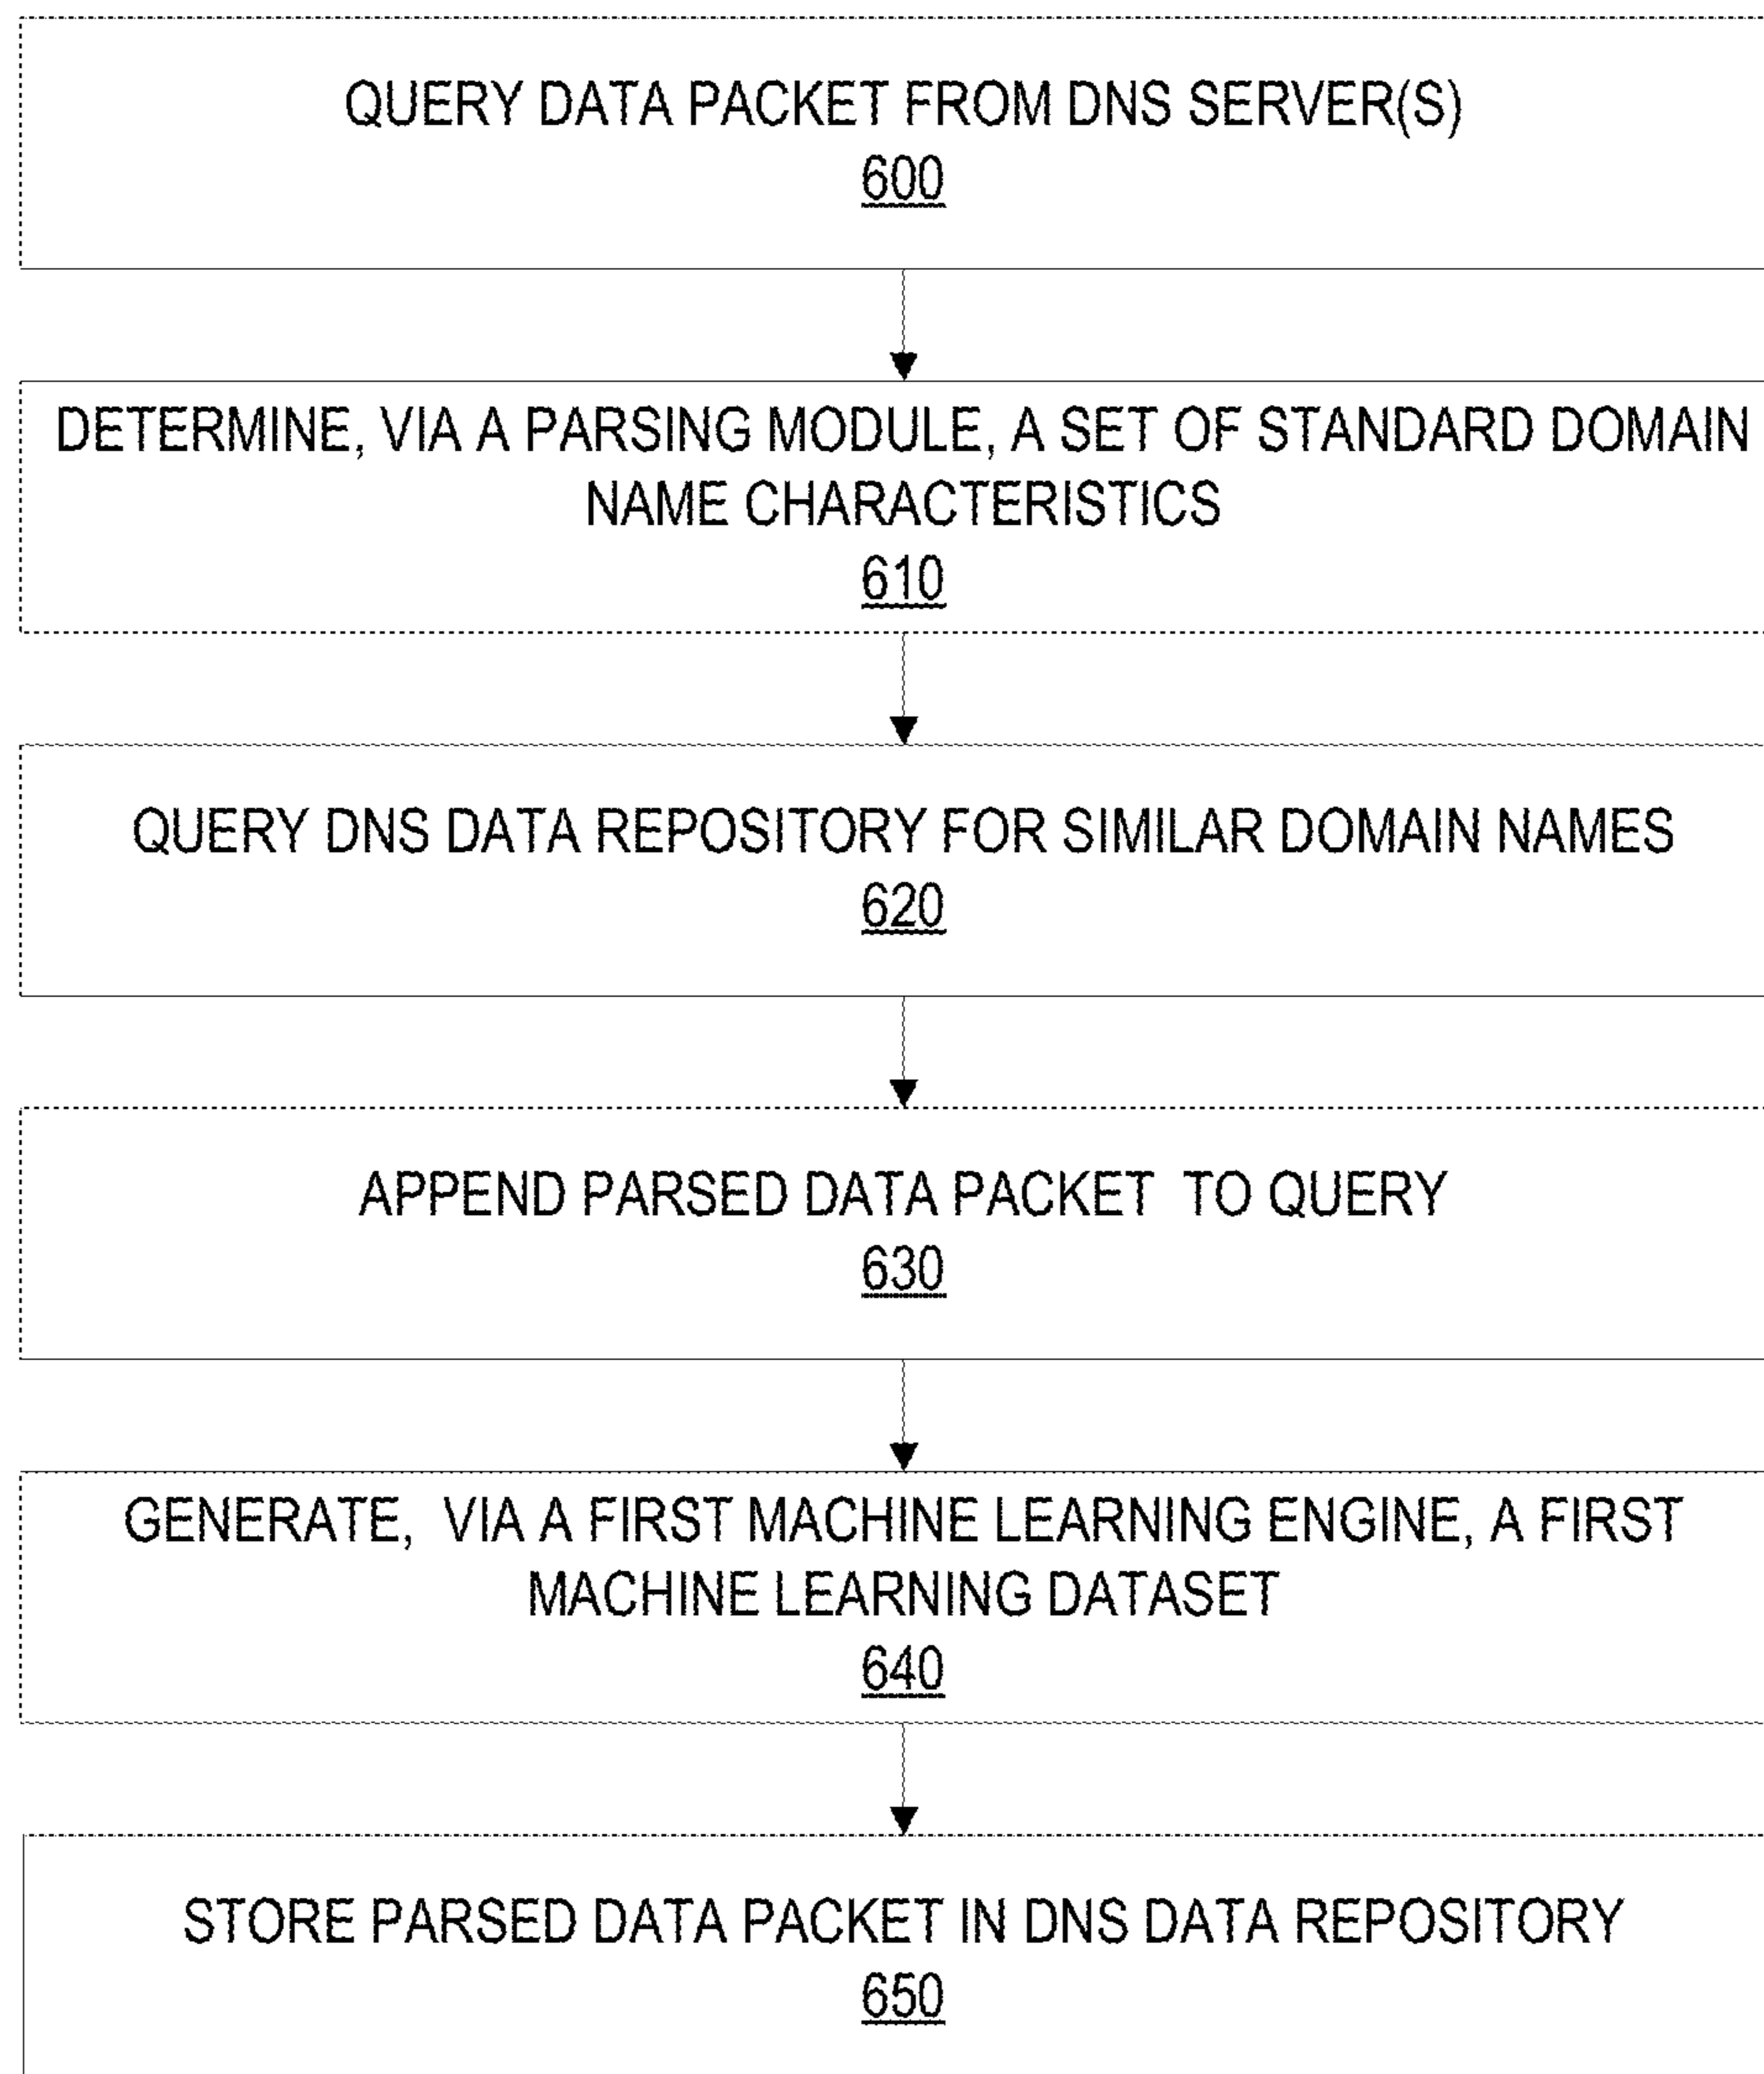 QUERY DATA PACKET FROM DNS SERVER(S)
600
DETERMINE, VIA A PARSING MODULE, A SET OF STANDARD DOMAIN
NAME CHARACTERISTICS
610
QUERY DNS DATA REPOSITORY FOR SIMILAR DOMAIN NAMES
620
APPEND PARSED DATA PACKET TO QUERY
630
GENERATE, VIA A FIRST MACHINE LEARNING ENGINE, A FIRST
MACHINE LEARNING DATASET
640
STORE PARSED DATA PACKET IN DNS DATA REPOSITORY
650